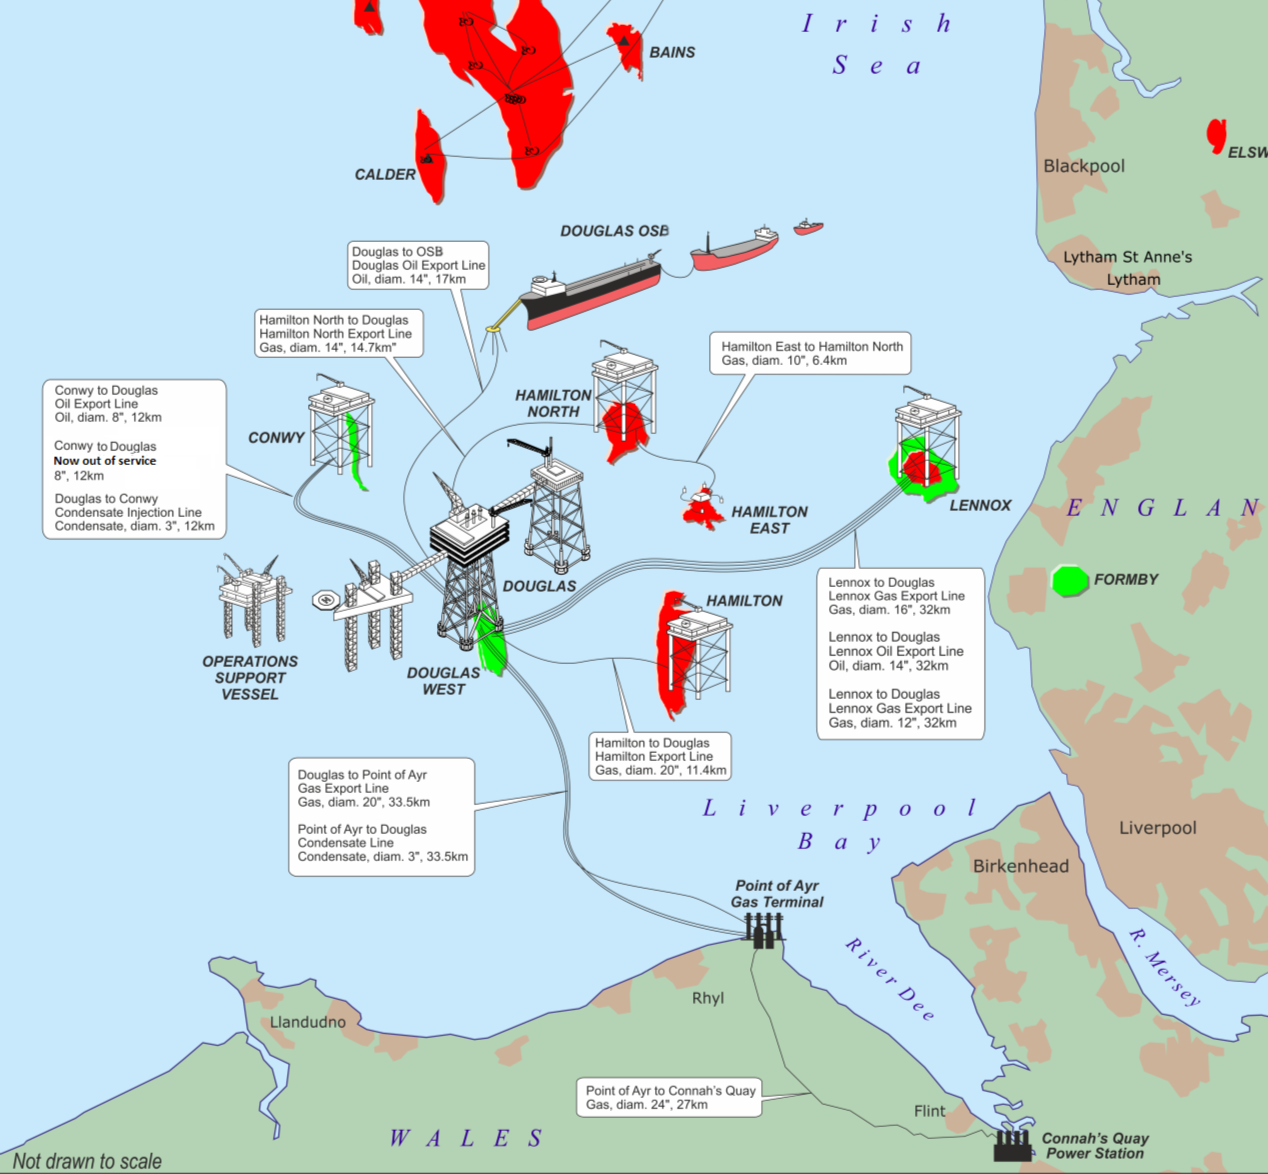 Irish
Sea
BAINS
CALDER
Blackpool
ELSW
DOUGLAS OSB
Lytham St Anne's
Lytham
Douglas to OSB
Douglas Oil Export Line
Oil, diam. 14", 17km
Hamilton North to Douglas
Hamilton North Export Line
Gas, diam. 14", 14.7km"
Hamilton East to Hamilton North
Gas, diam. 10", 6.4km
Conwy to Douglas
Oil Export Line
Oil, diam. 8", 12km
Conwy to Douglas
Now out of service
8", 12km
Douglas to Conwy
Condensate Injection Line
Condensate, diam. 3", 12km
CONWY
HAMILTON
NORTH
HAMILTON
EAST
LENNOX
ENGLAN
DOUGLAS
FORMBY
HAMILTON
OPERATIONS
SUPPORT
VESSEL
DOUGLAS
WEST
Lennox to Douglas
Lennox Gas Export Line
Gas, diam. 16", 32km
Lennox to Douglas
Lennox Oil Export Line
Oil, diam. 14", 32km
Lennox to Douglas
Lennox Gas Export Line
Gas, diam. 12", 32km
Hamilton to Douglas
Hamilton Export Line
Gas, diam. 20", 11.4km
Douglas to Point of Ayr
Gas Export Line
Gas, diam. 20", 33.5km
Point of Ayr to Douglas
Condensate Line
Condensate, diam. 3", 33.5km
Liverpool
Bay
Liverpool
Birkenhead
Point of Ayr
Gas Terminal
River Dee
R. Mersey
Rhyl
Llandudno
Point of Ayr to Connah's Quay
Gas, diam. 24", 27km
Flint
WALES
Connah's Quay
Power Station
Not drawn to scale